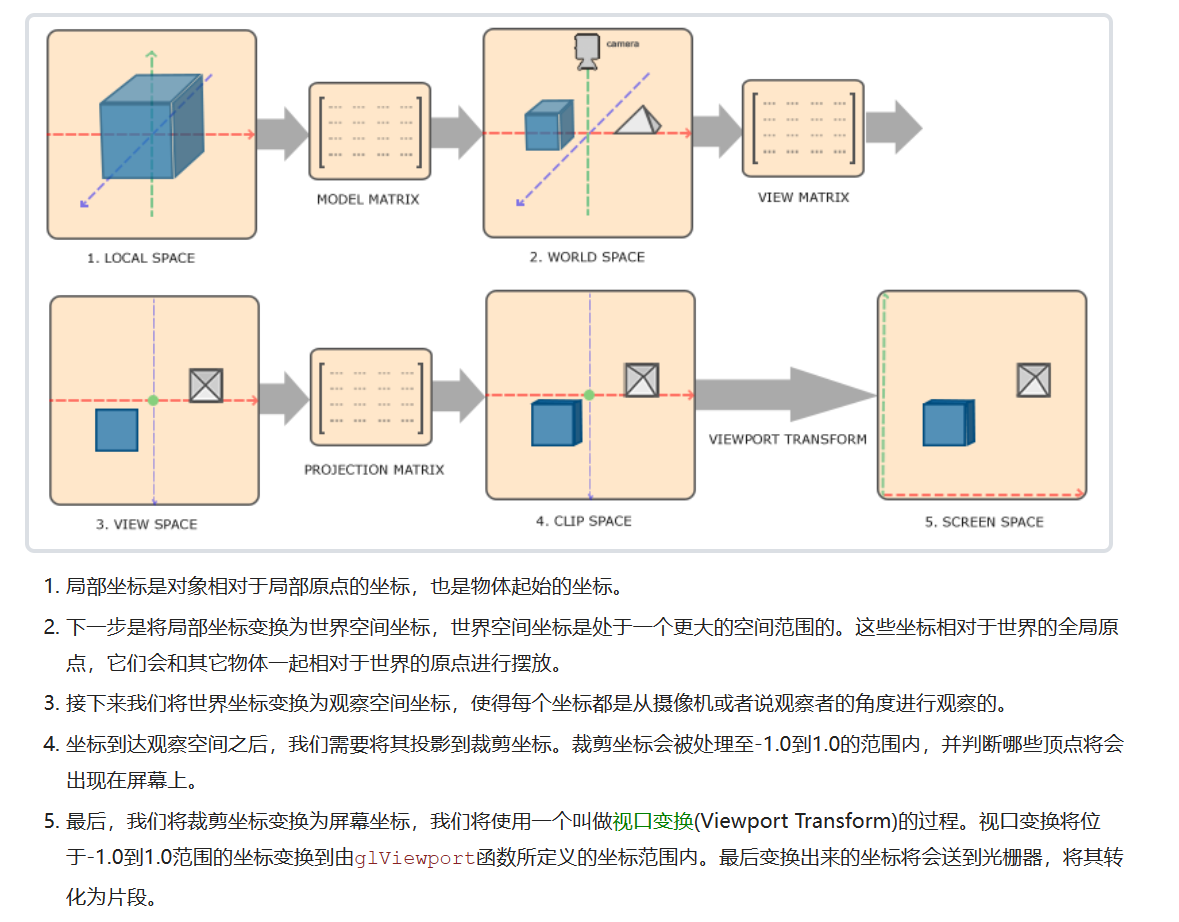 camera
MODEL MATRIX
VIEW MATRIX
1. LOCAL SPACE
2. WORLD SPACE
PROJECTION MATRIX
VIEWPORT TRANSFORM
3. VIEW SPACE
4. CLIP SPACE
5. SCREEN SPACE
1. 局部坐标是对象相对于局部原点的坐标，也是物体起始的坐标。
2. 下一步是将局部坐标变换为世界空间坐标，世界空间坐标是处于一个更大的空间范围的。这些坐标相对于世界的全局原
点，它们会和其它物体一起相对于世界的原点进行摆放。
3. 接下来我们将世界坐标变换为观察空间坐标，使得每个坐标都是从摄像机或者说观察者的角度进行观察的。
4. 坐标到达观察空间之后，我们需要将其投影到裁剪坐标。裁剪坐标会被处理至-1.0到1.0的范围内，并判断哪些顶点将会
出现在屏幕上。
5. 最后，我们将裁剪坐标变换为屏幕坐标，我们将使用一个叫做视口变换(Viewport Transform)的过程。视口变换将位
于-1.0到1.0范围的坐标变换到由glViewport函数所定义的坐标范围内。最后变换出来的坐标将会送到光栅器，将其转
化为片段。